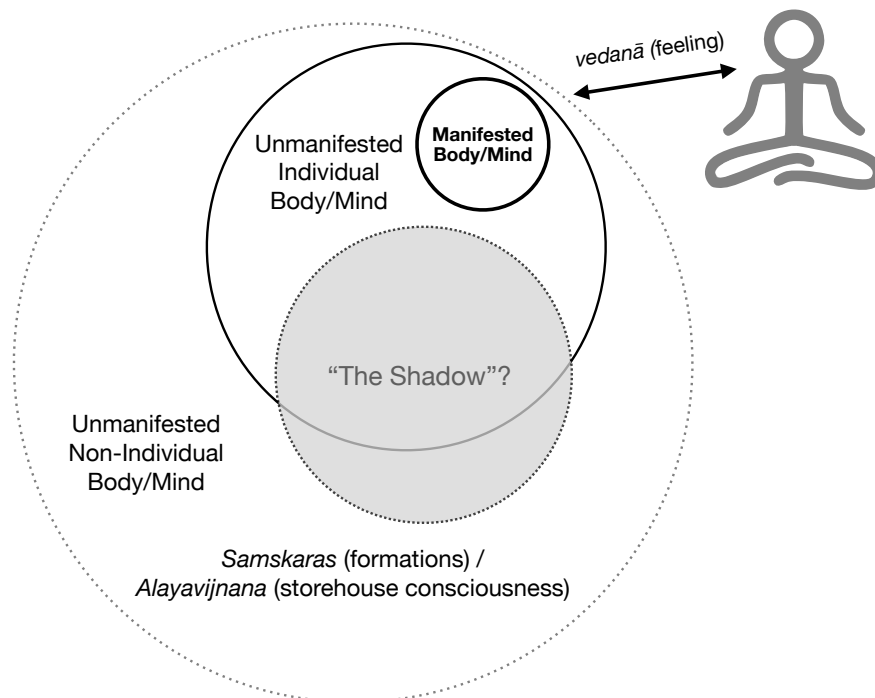 vedanā (feeling)
Manifested
Body/Mind
Unmanifested
Individual
Body/Mind
“The Shadow”?
Unmanifested
Non-Individual
Body/Mind
Samskaras (formations) /
Alayavijnana (storehouse consciousness)